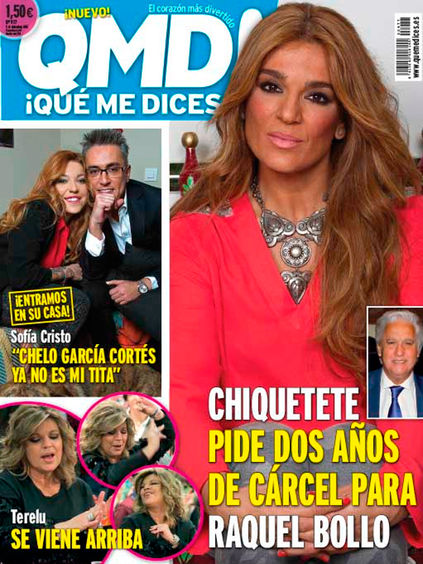 1,50€
¡NUEVO!
El corazón más divertido
QMD!
¡QUÉ ME DICES!
www.quemedices.es
¡ENTRAMOS
EN SU CASA!
Sofía Cristo
“CHELO GARCÍA CORTÉS
YA NO ES MI TITA”
CHIQUETETE
PIDE DOS AÑOS
DE CÁRCEL PARA
RAQUEL BOLLO
Terelu
SE VIENE ARRIBA